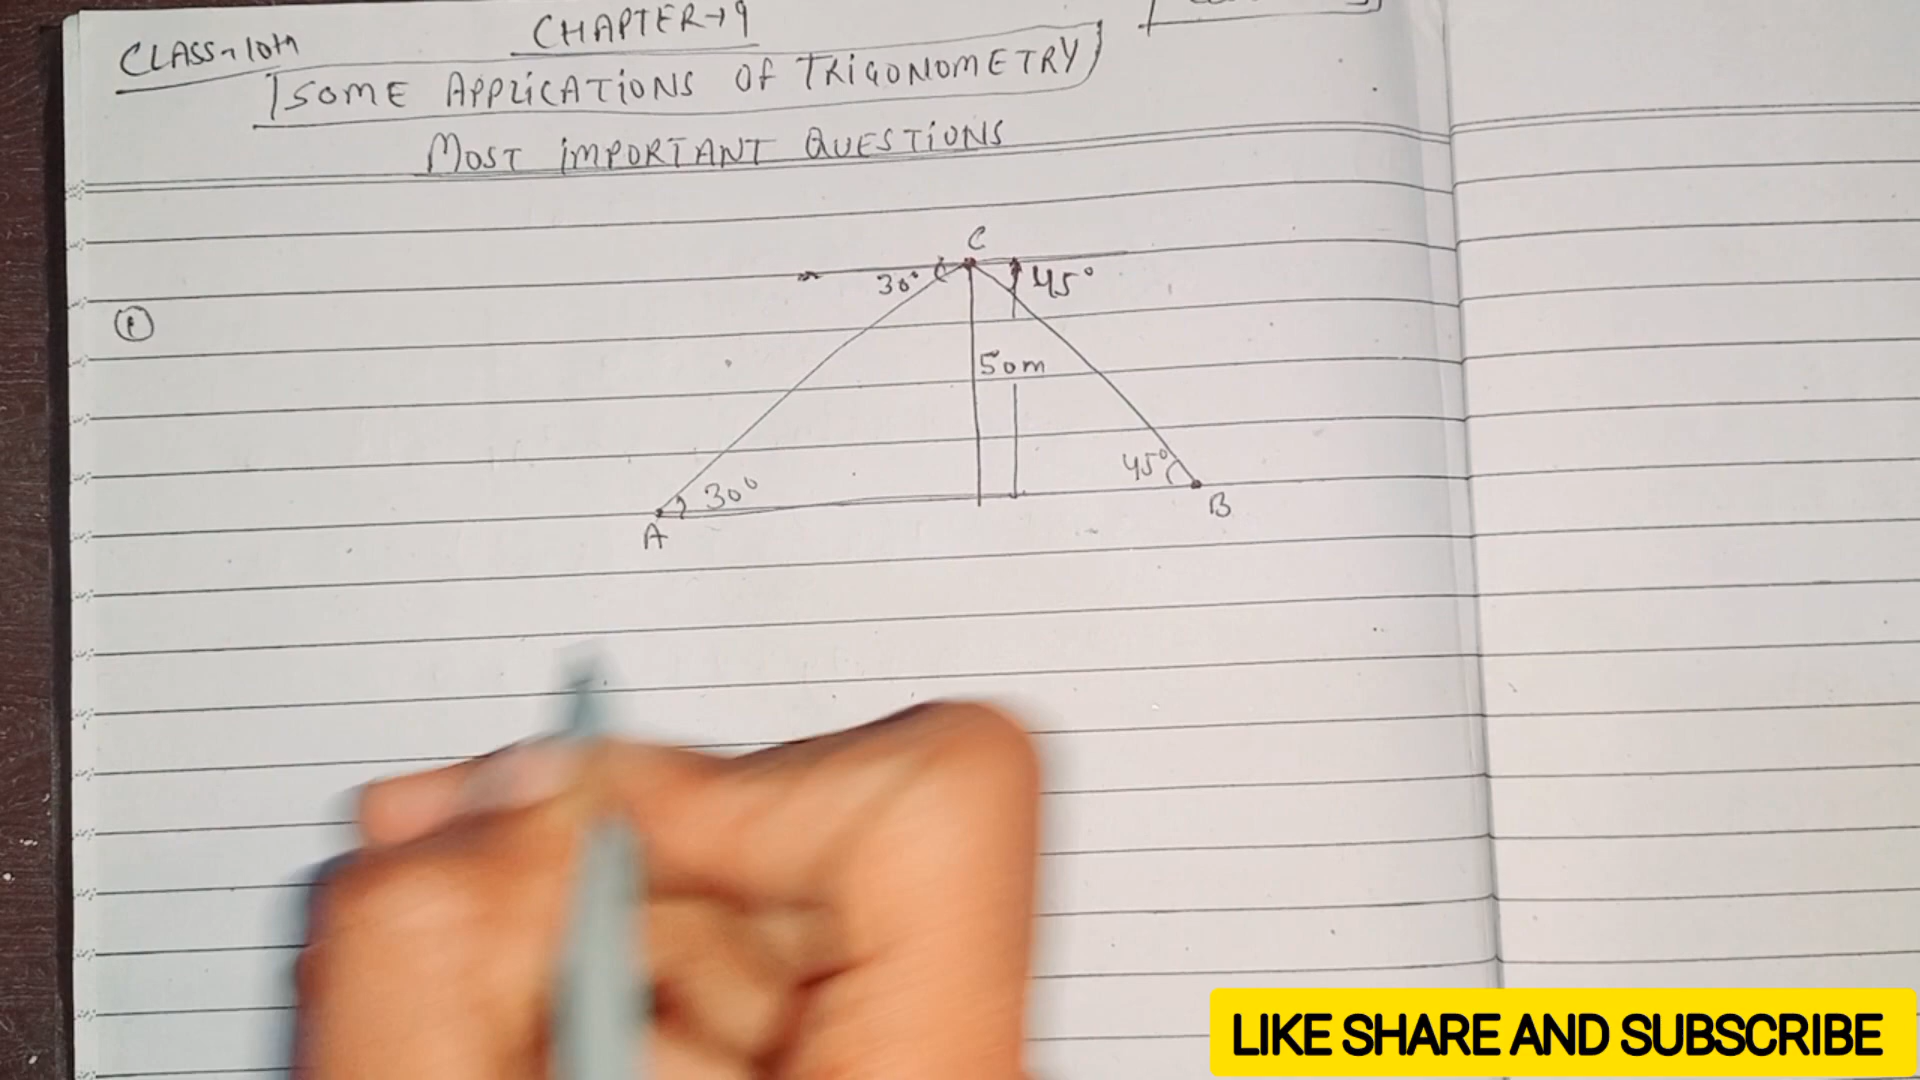 CLASS→10th
CHAPTER→9
SOME APPLiCATiONS Of TRiGONOMETRY
MOST iMPORTANT QUESTiONS
C
30° 45°
①
50m
30° 45°
A B
LIKE SHARE AND SUBSCRIBE